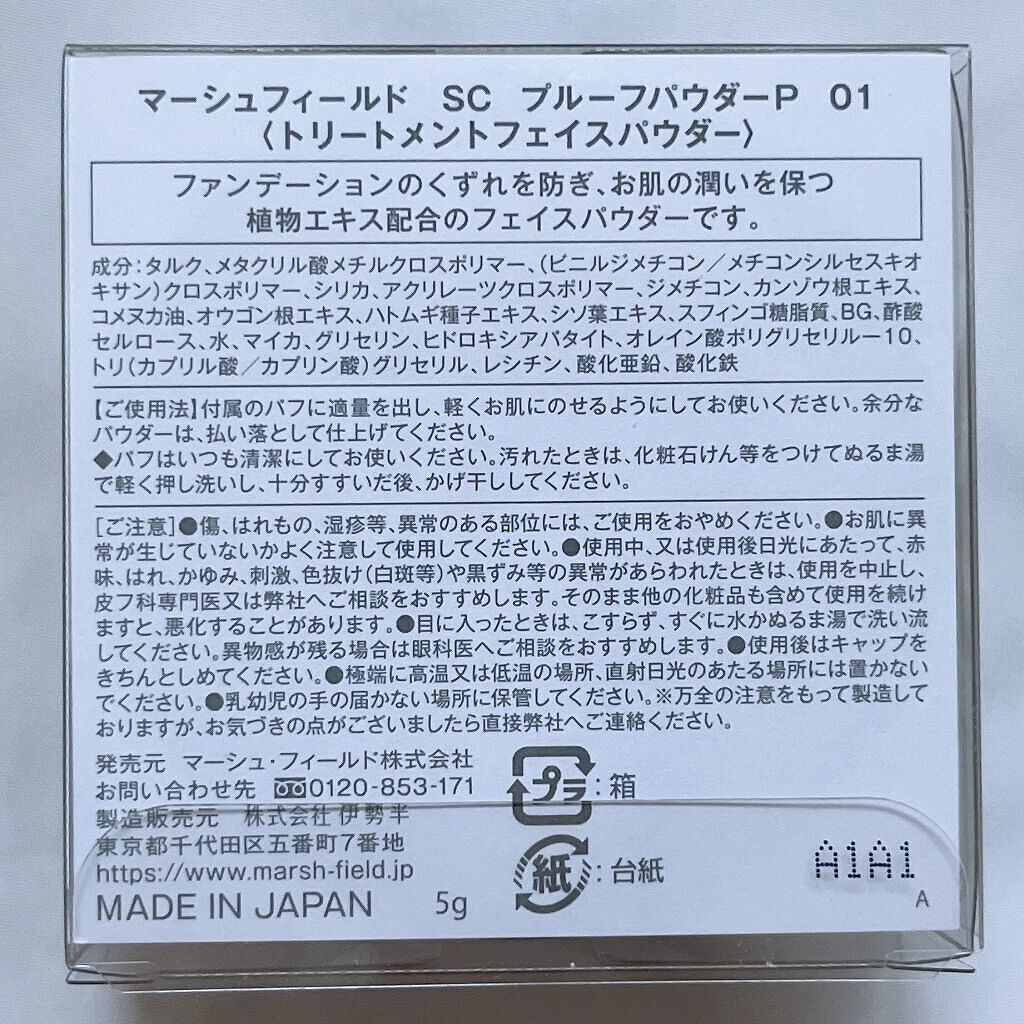 マーシュフィールド　SC　プルーフパウダーP　01
〈トリートメントフェイスパウダー〉
ファンデーションのくずれを防ぎ、お肌の潤いを保つ
植物エキス配合のフェイスパウダーです。
成分：タルク、メタクリル酸メチルクロスポリマー、（ビニルジメチコン／メチコンシルセスキオ
キサン）クロスポリマー、シリカ、アクリレーツクロスポリマー、ジメチコン、カンゾウ根エキス、
コメヌカ油、オウゴン根エキス、ハトムギ種子エキス、シソ葉エキス、スフィンゴ糖脂質、BG、酢酸
セルロース、水、マイカ、グリセリン、ヒドロキシアパタイト、オレイン酸ポリグリセリル－10、
トリ（カプリル酸／カプリン酸）グリセリル、レシチン、酸化亜鉛、酸化鉄
【ご使用法】付属のパフに適量を出し、軽くお肌にのせるようにしてお使いください。余分な
パウダーは、払い落として仕上げてください。
◆パフはいつも清潔にしてお使いください。汚れたときは、化粧石けん等をつけてぬるま湯
で軽く押し洗いし、十分すすいだ後、かげ干ししてください。
［ご注意］●傷、はれもの、湿疹等、異常のある部位には、ご使用をおやめください。●お肌に異
常が生じていないかよく注意して使用してください。●使用中、又は使用後日光にあたって、赤
味、はれ、かゆみ、刺激、色抜け（白斑等）や黒ずみ等の異常があらわれたときは、使用を中止し、
皮フ科専門医又は弊社へご相談をおすすめします。そのまま他の化粧品も含めて使用を続け
ますと、悪化することがあります。●目に入ったときは、こすらず、すぐに水かぬるま湯で洗い流
してください。異物感が残る場合は眼科医へご相談をおすすめします。●使用後はキャップを
きちんとしめてください。●極端に高温又は低温の場所、直射日光のあたる場所には置かない
でください。●乳幼児の手の届かない場所に保管してください。※万全の注意をもって製造して
おりますが、お気づきの点がございましたら直接弊社へご連絡ください。
発売元　マーシュ・フィールド株式会社
お問い合わせ先　0120-853-171
製造販売元　株式会社 伊勢半
東京都千代田区五番町7番地
https://www.marsh-field.jp
MADE IN JAPAN　5g
プラ：箱
紙：台紙
A1A1
A